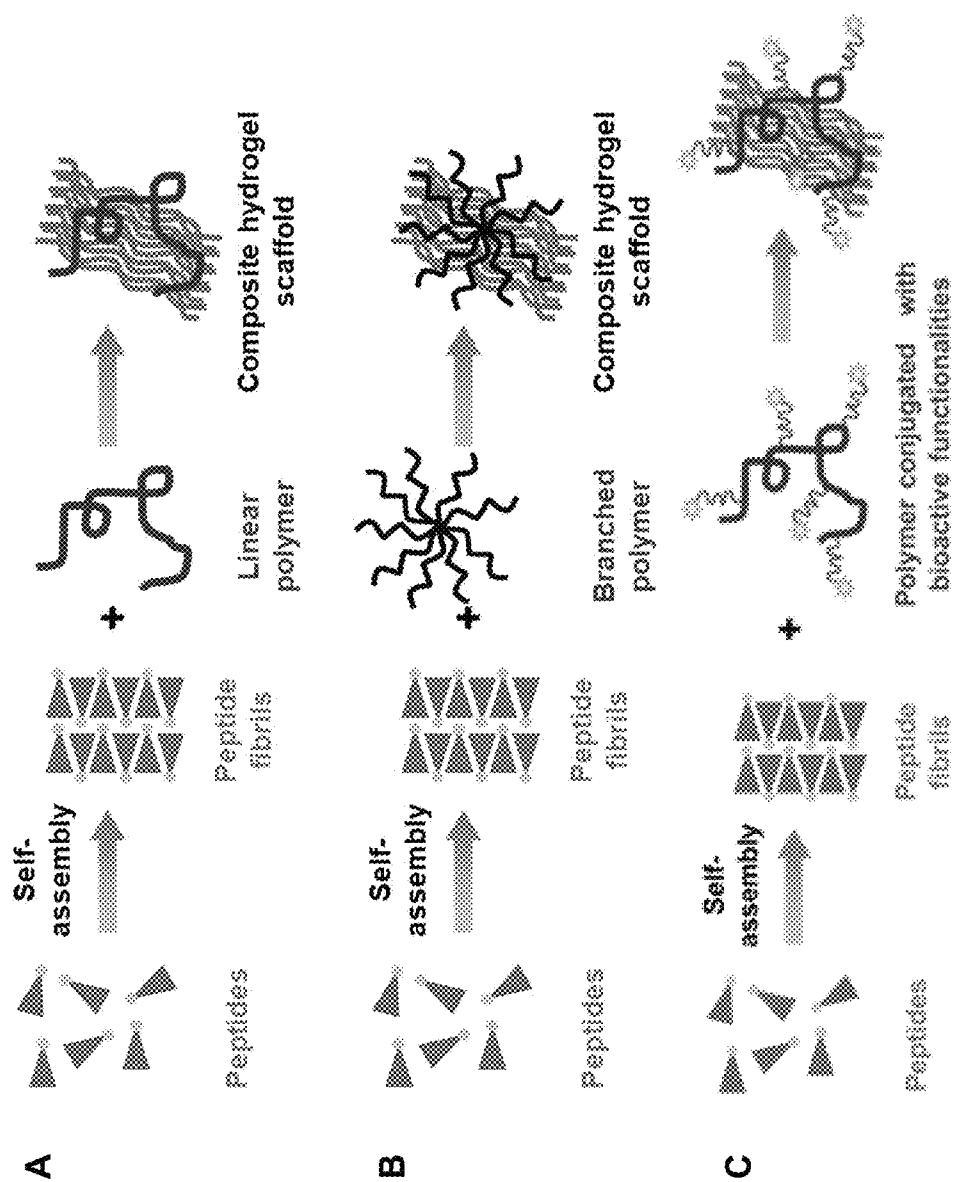 A
Self-
assembly
Peptides
Peptide
fibrils
+
Linear
polymer
Composite hydrogel
scaffold
B
Self-
assembly
Peptides
Peptide
fibrils
+
Branched
polymer
Composite hydrogel
scaffold
C
Self-
assembly
Peptides
Peptide
fibrils
+
Polymer conjugated with
bioactive functionalities